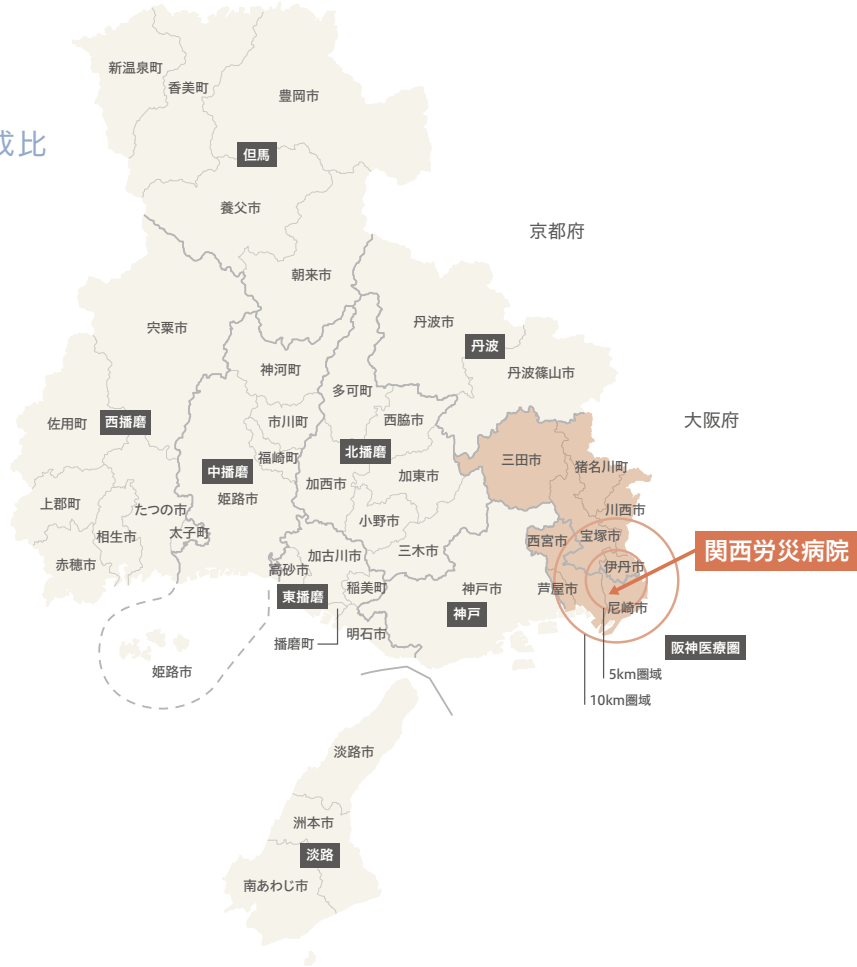 新温泉町
香美町
豊岡市
成比
但馬
養父市
京都府
朝来市
宍粟市
丹波市
丹波
神河町
丹波篠山市
多可町
佐用町
西播磨
市川町
西脇市
大阪府
北播磨
福崎町
三田市
猪名川町
中播磨
加西市
加東市
姫路市
上郡町
たつの市
川西市
小野市
相生市
太子町
宝塚市
西宮市
三木市
関西労災病院
加古川市
赤穂市
高砂市
伊丹市
稲美町
神戸市
芦屋市
東播磨
尼崎市
神戸
明石市
播磨町
阪神医療圏
姫路市
5km圏域
10km圏域
淡路市
洲本市
淡路
南あわじ市